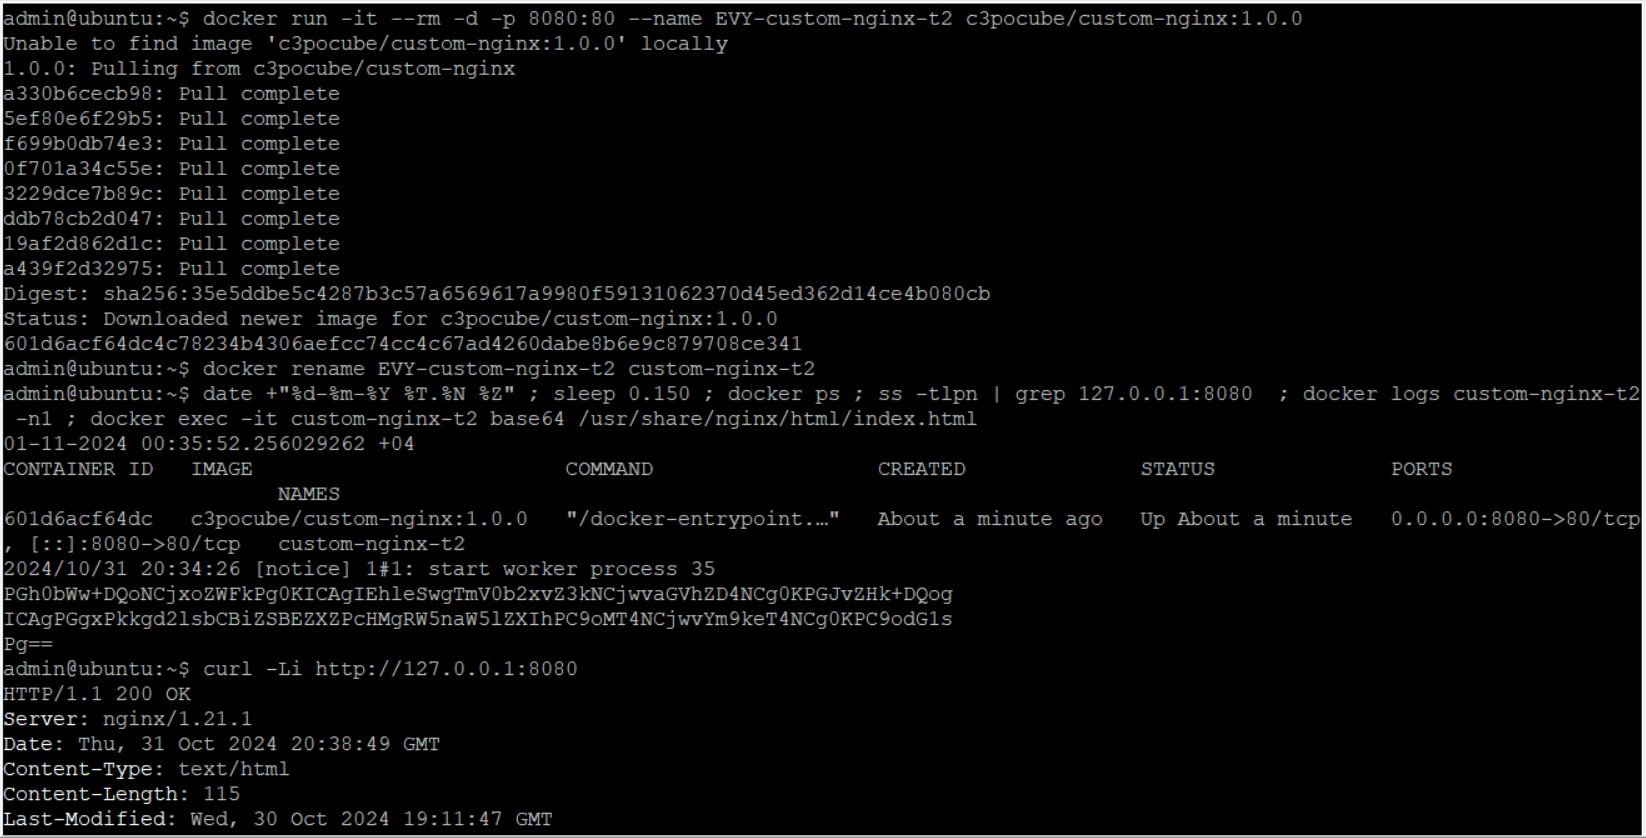 admin@ubuntu:~$ docker run -it --rm -d -p 8080:80 --name EVY-custom-nginx-t2 c3pocube/custom-nginx:1.0.0
Unable to find image 'c3pocube/custom-nginx:1.0.0' locally
1.0.0: Pulling from c3pocube/custom-nginx
a330b6cecb98: Pull complete
5ef80e6f29b5: Pull complete
f699b0db74e3: Pull complete
0f701a34c55e: Pull complete
3229dce7b89c: Pull complete
ddb78cb2d047: Pull complete
19af2d862d1c: Pull complete
a439f2d32975: Pull complete
Digest: sha256:35e5ddbe5c4287b3c57a6569617a9980f59131062370d45ed362d14ce4b080cb
Status: Downloaded newer image for c3pocube/custom-nginx:1.0.0
601d6acf64dc4c78234b4306aefcc74cc4c67ad4260dabe8b6e9c879708ce341
admin@ubuntu:~$ docker rename EVY-custom-nginx-t2 custom-nginx-t2
admin@ubuntu:~$ date +"%d-%m-%Y %T.%N %Z" ; sleep 0.150 ; docker ps ; ss -tlpn | grep 127.0.0.1:8080  ; docker logs custom-nginx-t2
 -n1 ; docker exec -it custom-nginx-t2 base64 /usr/share/nginx/html/index.html
01-11-2024 00:35:52.256029262 +04
CONTAINER ID   IMAGE                         COMMAND                  CREATED              STATUS              PORTS
                      NAMES
601d6acf64dc   c3pocube/custom-nginx:1.0.0   "/docker-entrypoint.…"   About a minute ago   Up About a minute   0.0.0.0:8080->80/tcp
, [::]:8080->80/tcp   custom-nginx-t2
2024/10/31 20:34:26 [notice] 1#1: start worker process 35
PGh0bWw+DQoNCjxoZWFkPg0KICAgIEhleSwgTmV0b2xvZ3kNCjwvaGVhZD4NCg0KPGJvZHk+DQog
ICAgPGgxPkkgd2lsbCBiZSBEZXZPcHMgRW5naW5lZXIhPC9oMT4NCjwvYm9keT4NCg0KPC9odG1s
Pg==
admin@ubuntu:~$ curl -Li http://127.0.0.1:8080
HTTP/1.1 200 OK
Server: nginx/1.21.1
Date: Thu, 31 Oct 2024 20:38:49 GMT
Content-Type: text/html
Content-Length: 115
Last-Modified: Wed, 30 Oct 2024 19:11:47 GMT